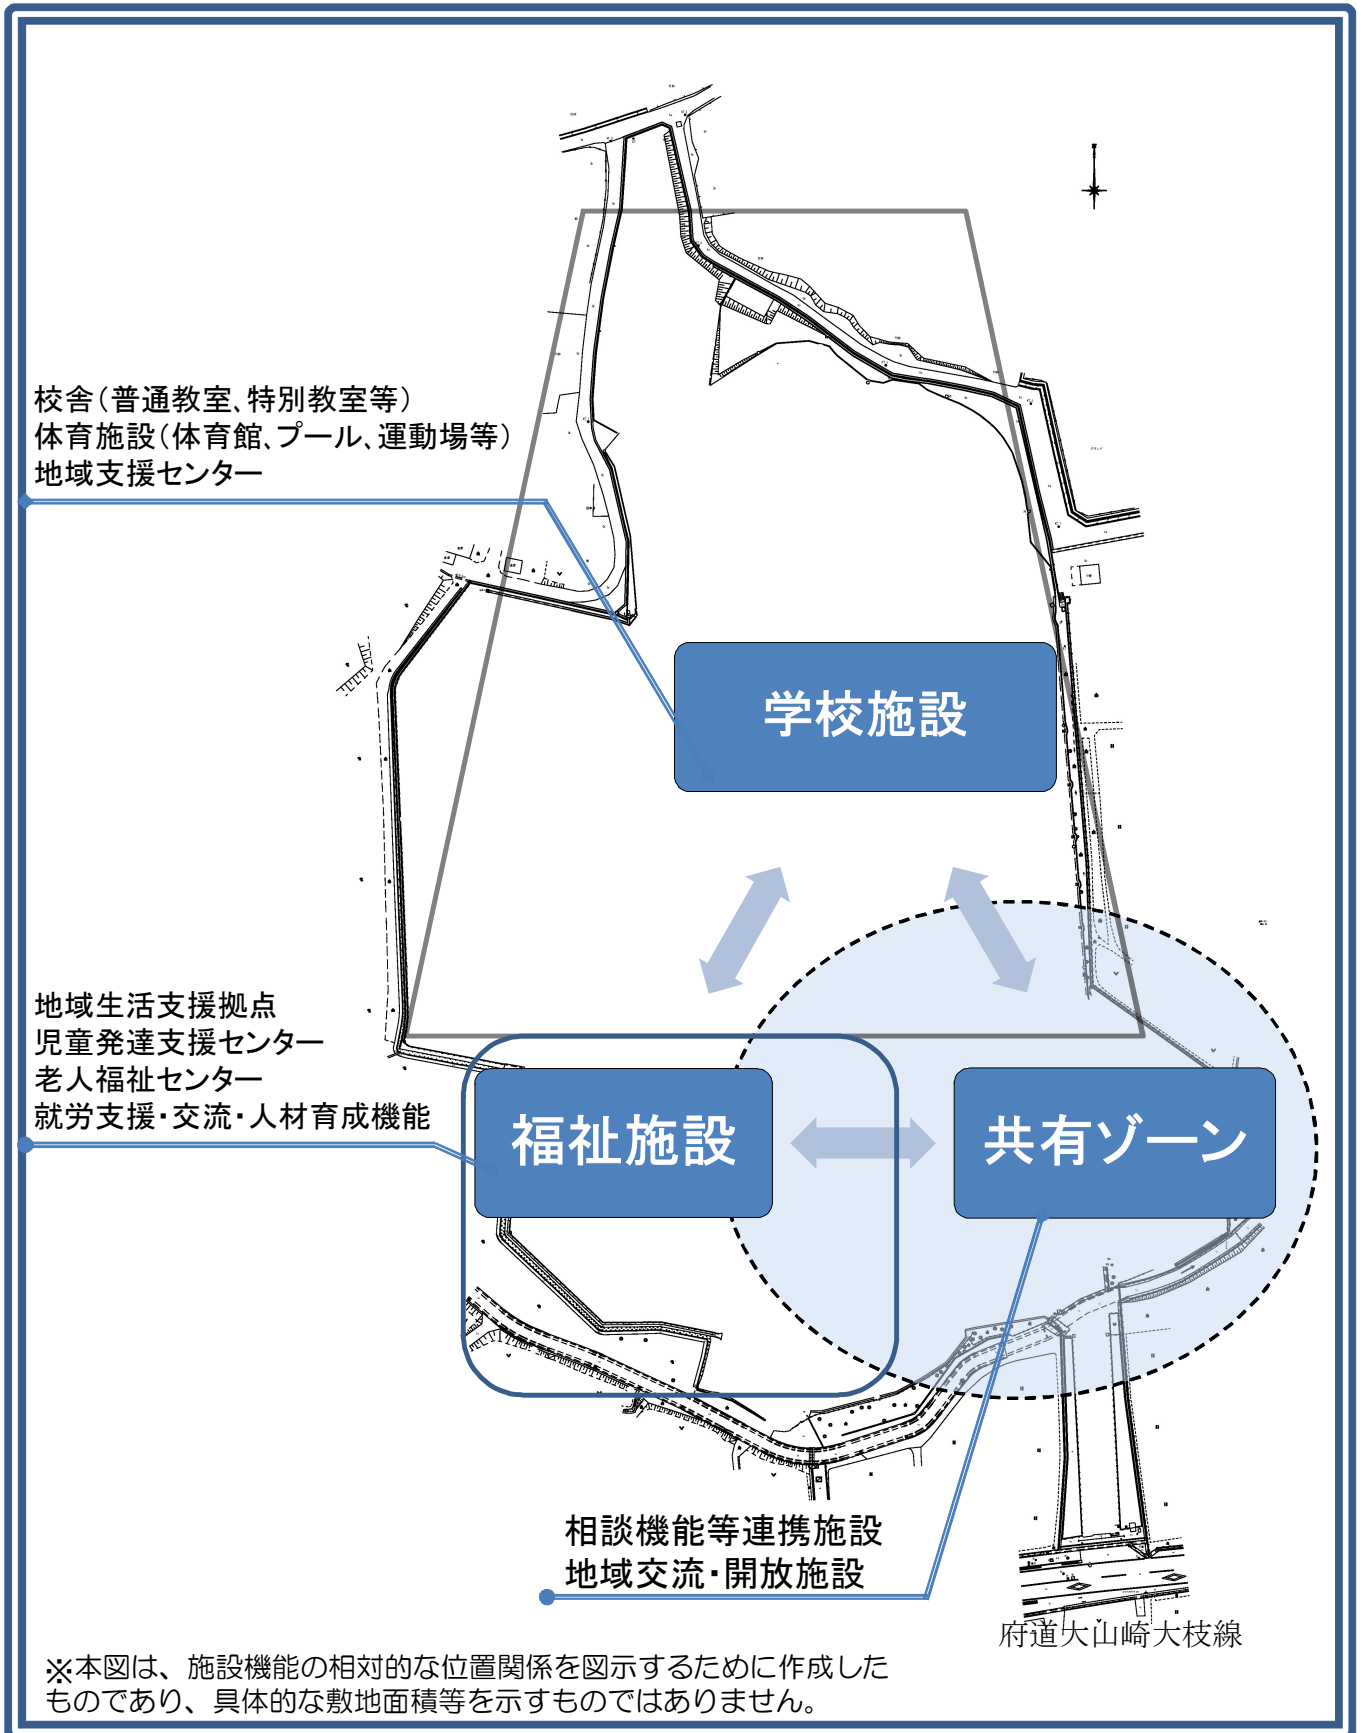 校舎(普通教室、特別教室等)
体育施設(体育館、プール、運動場等)
地域支援センター
学校施設
地域生活支援拠点
児童発達支援センター
老人福祉センター
就労支援・交流・人材育成機能
福祉施設
共有ゾーン
相談機能等連携施設
地域交流・開放施設
府道大山崎大枝線
※本図は、施設機能の相対的な位置関係を図示するために作成した
ものであり、具体的な敷地面積等を示すものではありません。